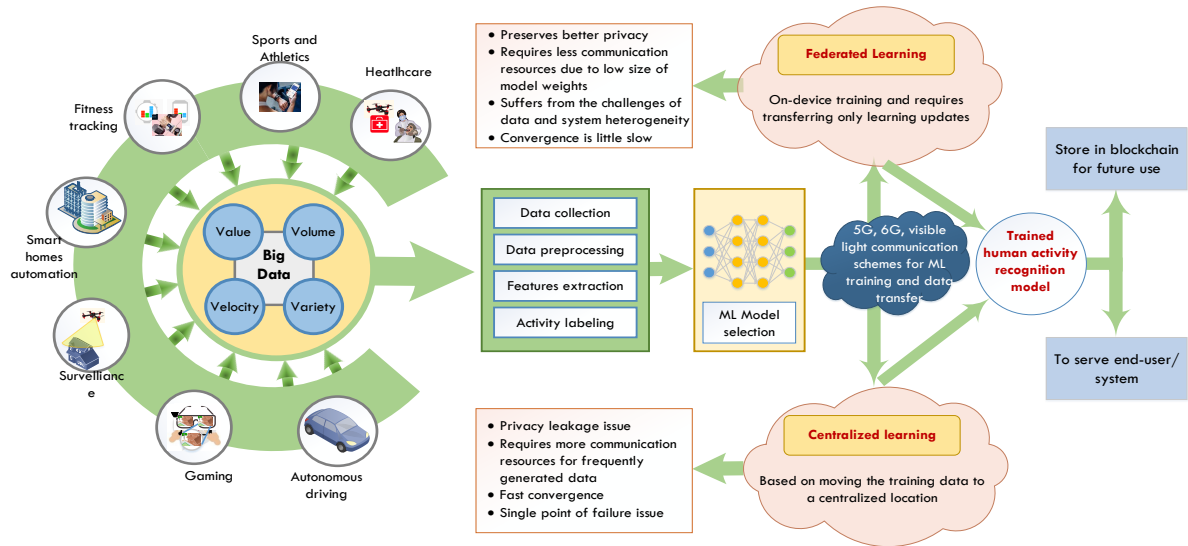 Sports and
Athletics
Heatlhcare
Fitness
tracking
Smart
homes
automation
Survellianc
e
Gaming
Autonomous
driving
Value
Volume
Big
Data
Velocity
Variety
Data collection
Data preprocessing
Features extraction
Activity labeling
ML Model
selection
• Preserves better privacy
• Requires less communication
resources due to low size of
model weights
• Suffers from the challenges of
data and system heterogeneity
• Convergence is little slow
Federated Learning
On-device training and requires
transferring only learning updates
5G, 6G, visible
light communication
schemes for ML
training and data
transfer
• Privacy leakage issue
• Requires more communication
resources for frequently
generated data
• Fast convergence
• Single point of failure issue
Centralized learning
Based on moving the training data to
a centralized location
Trained
human activity
recognition
model
Store in blockchain
for future use
To serve end-user/
system